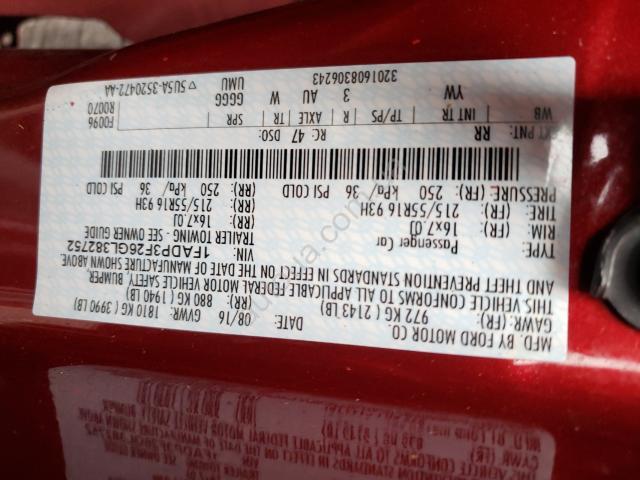 MFD. BY FORD MOTOR CO.
DATE: 08/16 GVWR: 1810 KG ( 3990 LB)
GAWR: (FR) 972 KG ( 2143 LB) (RR) 880 KG ( 1940 LB)
THIS VEHICLE CONFORMS TO ALL APPLICABLE FEDERAL MOTOR VEHICLE SAFETY, BUMPER,
AND THEFT PREVENTION STANDARDS IN EFFECT ON THE DATE OF MANUFACTURE SHOWN ABOVE.
VIN: 1FADP3F26GL382752
Passenger Car TRAILER TOWING - SEE OWNER GUIDE
RIM: (FR): 16x7.0J (RR): 16x7.0J
TIRE: (FR): 215/55R16 93H (RR): 215/55R16 93H
PRESSURE: (FR): 250 kPa/ 36 PSI COLD (RR): 250 kPa/ 36 PSI COLD
EXT PNT: RR RC: 47 DSO: F0096
WB INT TR TP/PS R AXLE TR SPR R0070
YW 3 AU W GGGG UMU
3201608306243 5U5A-3520472-AA